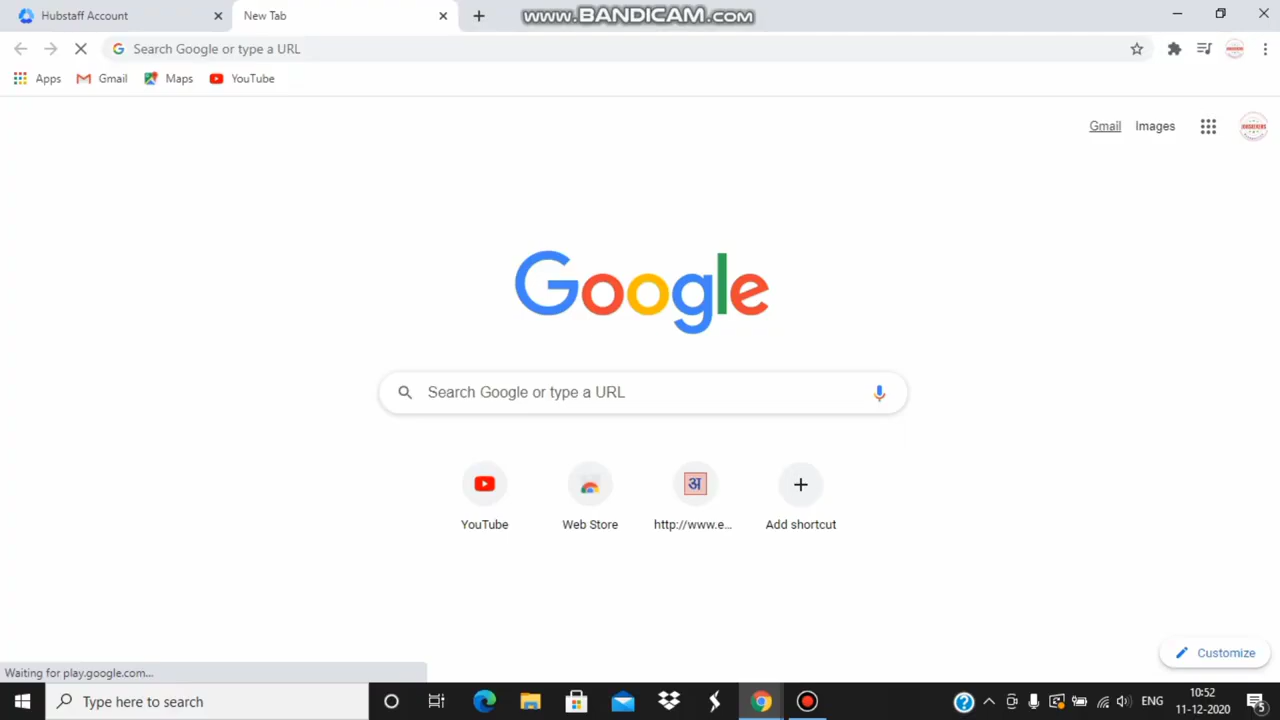 Hubstaff Account
New Tab
www.BANDICAM.com
Search Google or type a URL
Apps
Gmail
Maps
YouTube
Gmail
Images
Google
Search Google or type a URL
अ
YouTube
Web Store
http://www.e...
Add shortcut
Customize
Waiting for play.google.com...
Type here to search
ENG
10:52
11-12-2020
5